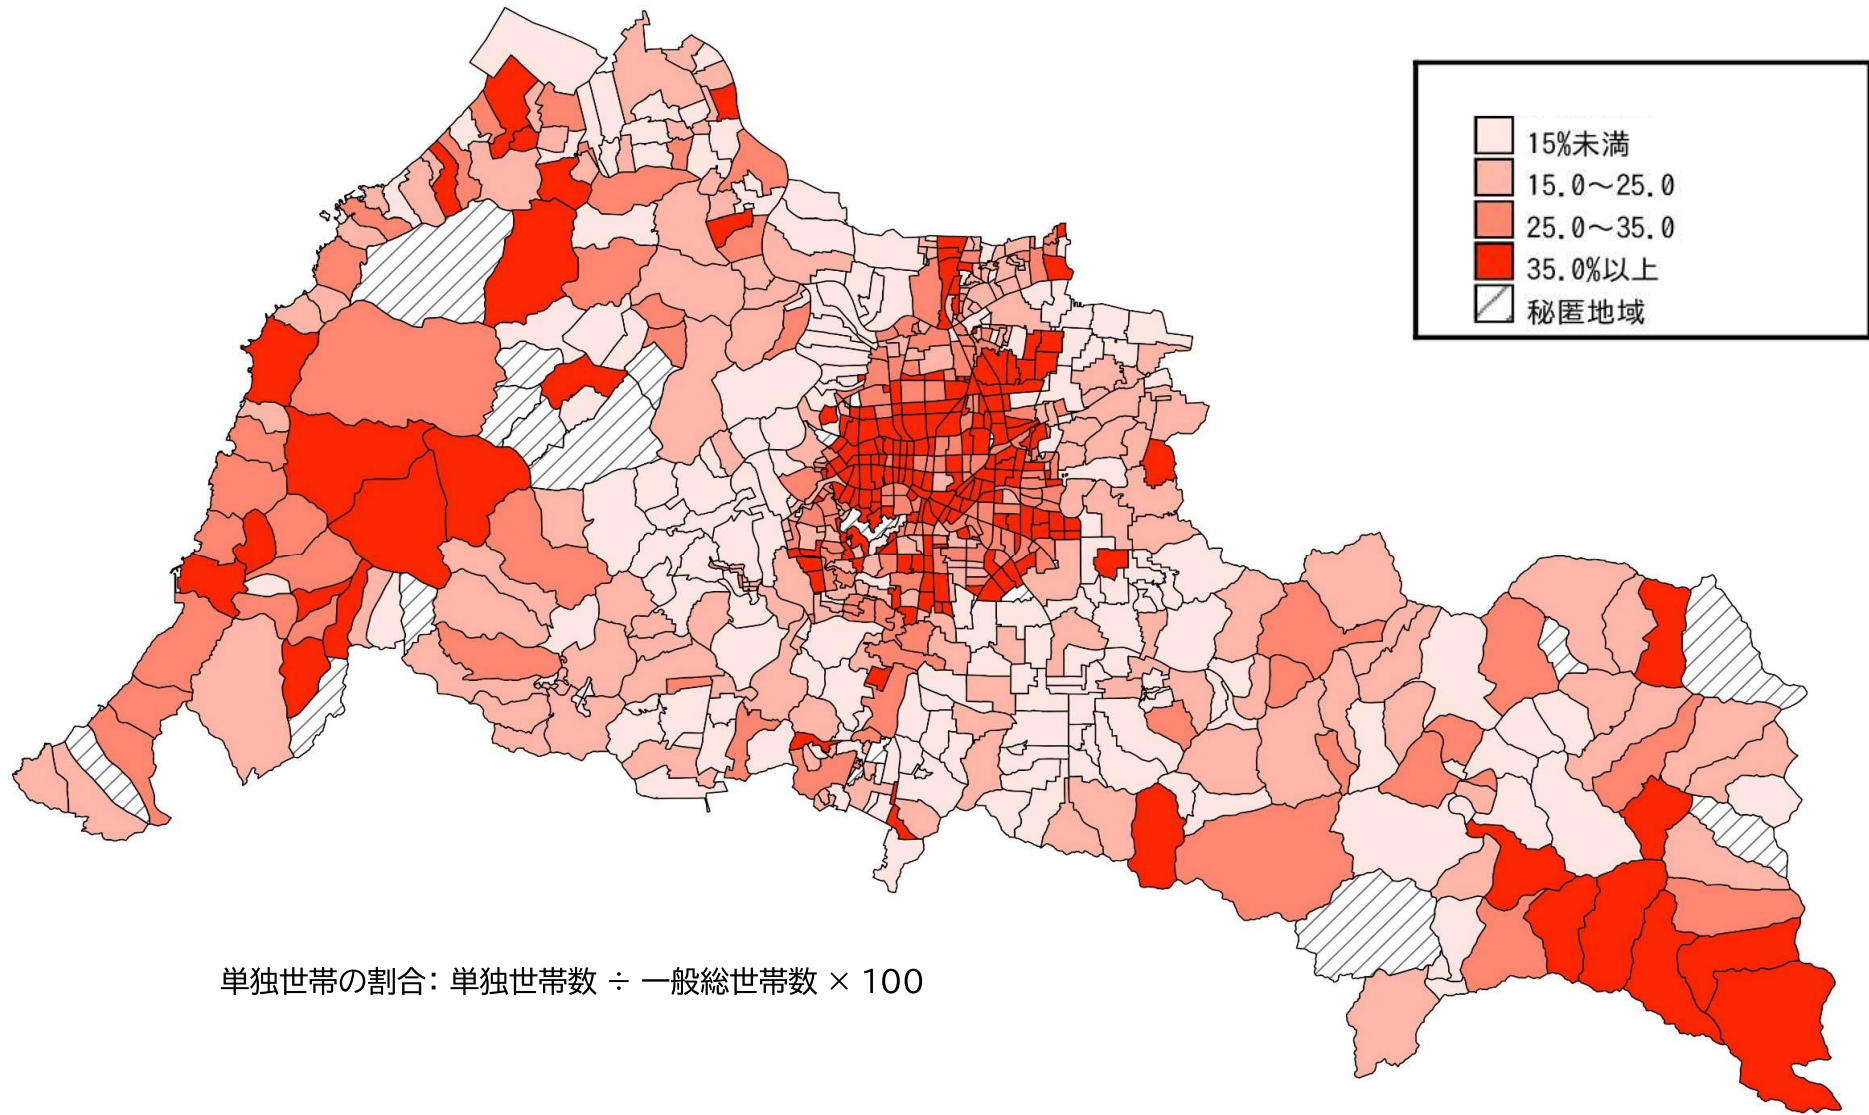 15%未満
15.0～25.0
25.0～35.0
35.0%以上
秘匿地域
単独世帯の割合: 単独世帯数 ÷ 一般総世帯数 × 100